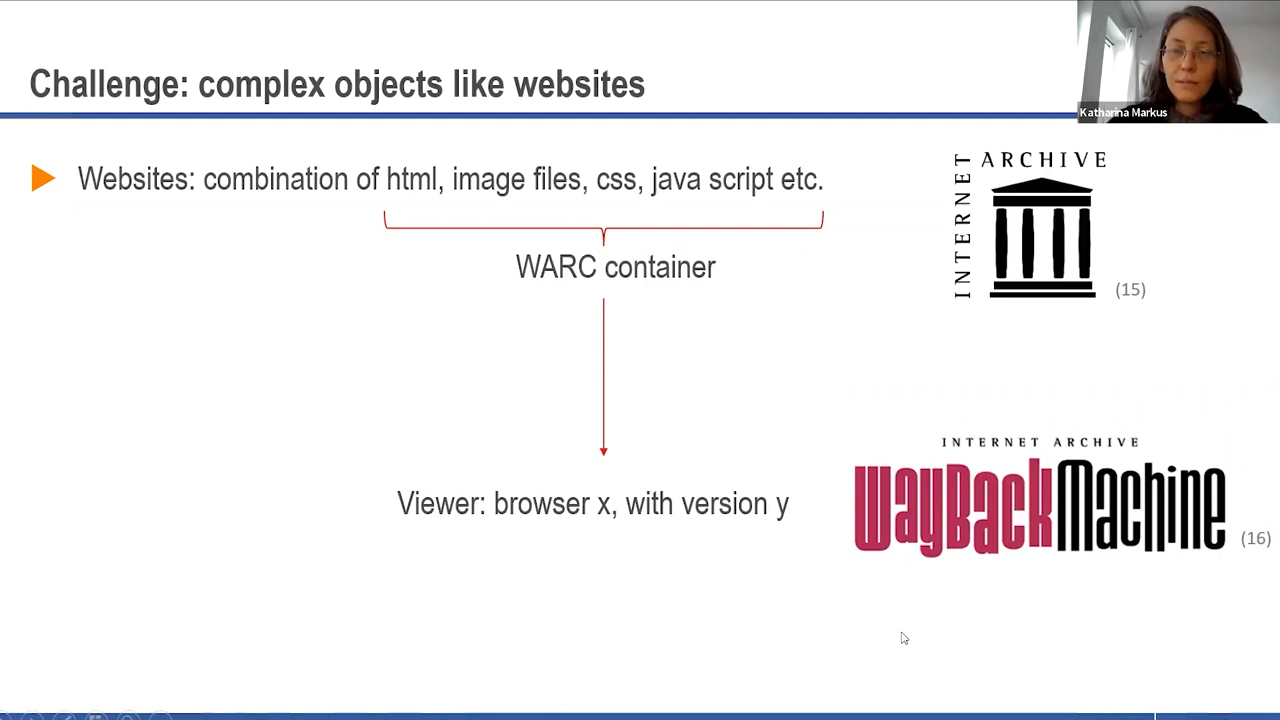 Challenge: complex objects like websites
Katharina Markus
Websites: combination of html, image files, css, java script etc.
WARC container
Viewer: browser x, with version y
INTERNET ARCHIVE
(15)
INTERNET ARCHIVE
WayBackMachine
(16)